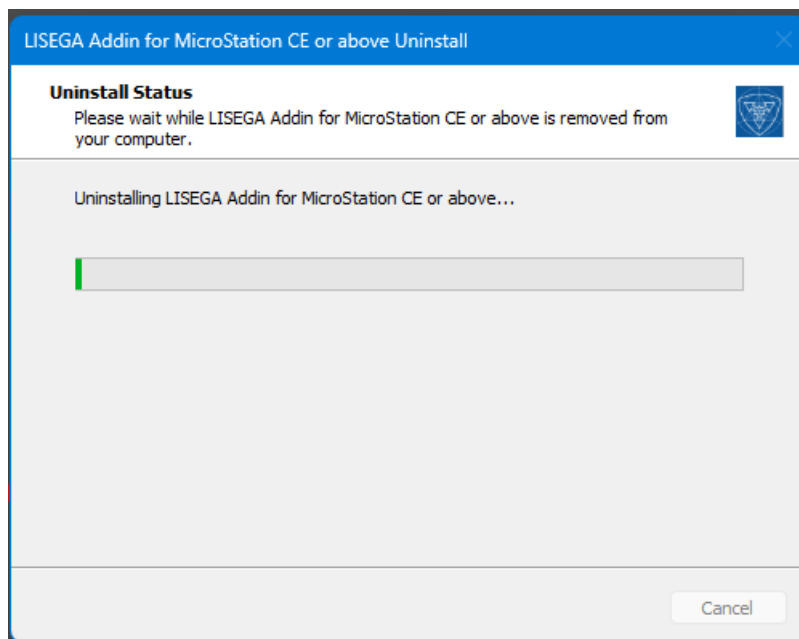 LISEGA Addin for MicroStation CE or above Uninstall
Uninstall Status
Please wait while LISEGA Addin for MicroStation CE or above is removed from
your computer.
Uninstalling LISEGA Addin for MicroStation CE or above...
Cancel